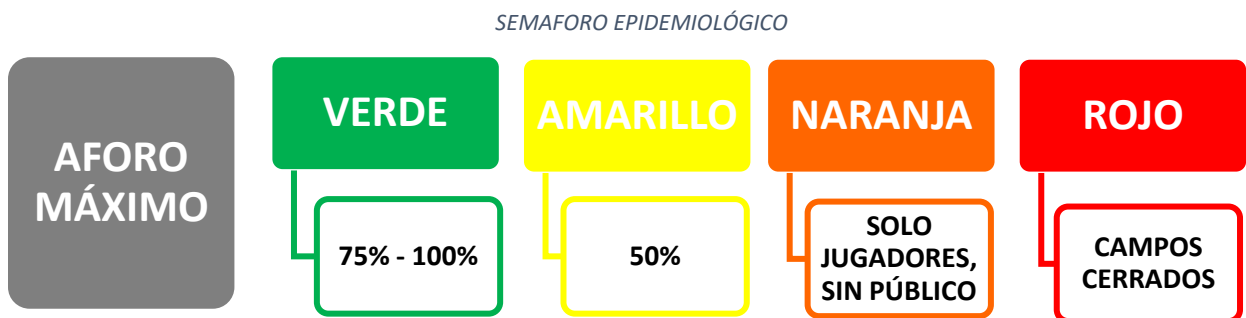 SEMAFORO EPIDEMIOLÓGICO
AFORO
MÁXIMO
VERDE
75% - 100%
AMARILLO
50%
NARANJA
SOLO
JUGADORES,
SIN PÚBLICO
ROJO
CAMPOS
CERRADOS